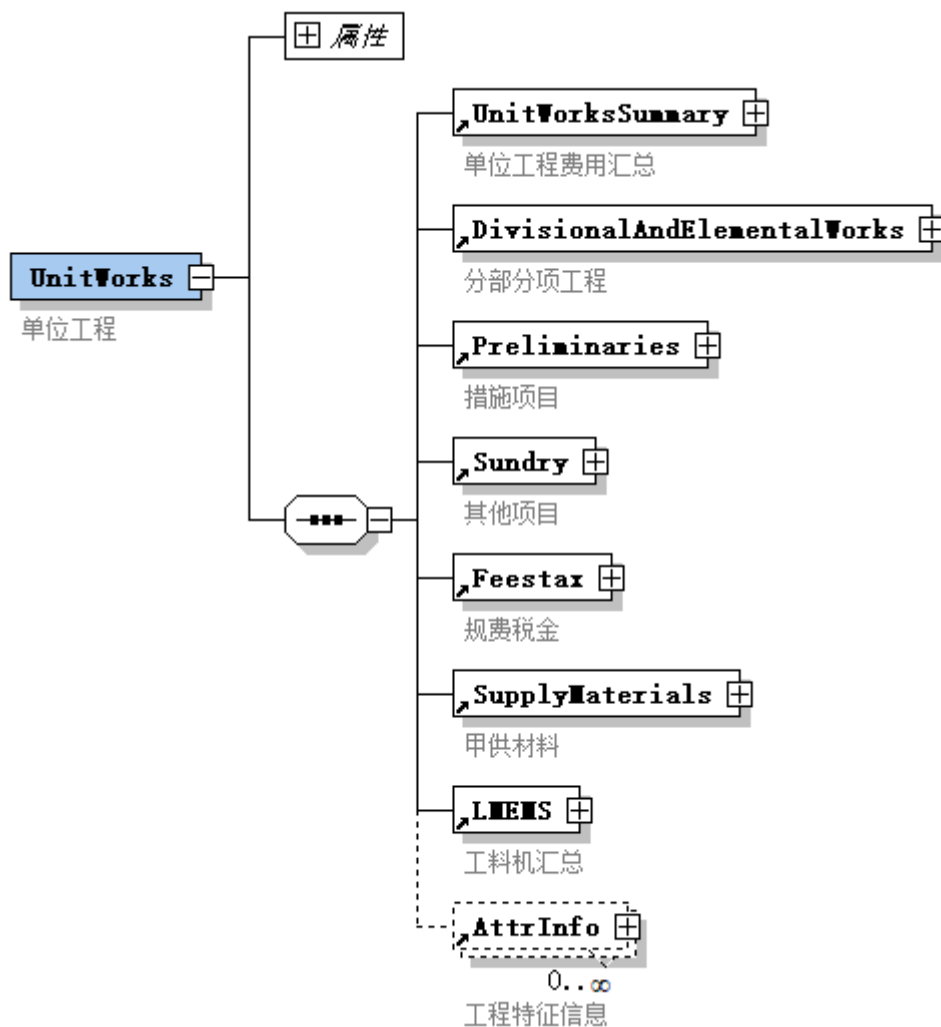 属性
UnitWorksSummary
单位工程费用汇总
DivisionalAndElementalWorks
分部分项工程
UnitWorks
单位工程
Preliminaries
措施项目
Sundry
其他项目
Feestax
规费税金
SupplyMaterials
甲供材料
LMEMS
工料机汇总
AttrInfo
0..∞
工程特征信息